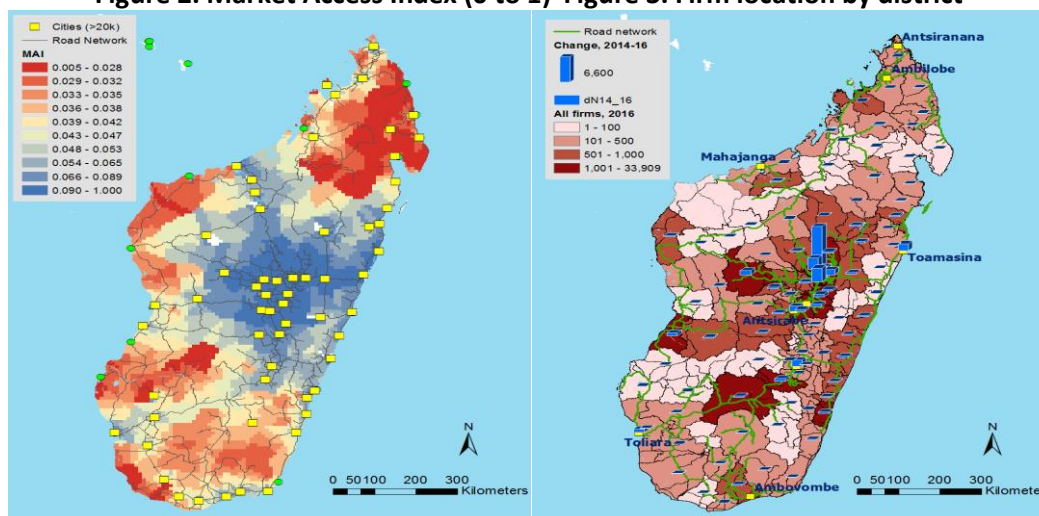 Figure 2. Market Access Index (0 to 1) Figure 3. Firm location by district
Cities (>20k)
Road Network
MAI
0.005 - 0.028
0.029 - 0.032
0.033 - 0.035
0.036 - 0.038
0.039 - 0.042
0.043 - 0.047
0.048 - 0.053
0.054 - 0.065
0.066 - 0.089
0.090 - 1.000
N
0 50100 200 300
Kilometers
Road network
Change, 2014-16
6,600
dN14_16
All firms, 2016
1 - 100
101 - 500
501 - 1,000
1,001 - 33,909
Antsiranana
Ambilobe
Mahajanga
Toamasina
Antsirabe
Toliara
Ambovombe
N
0 50100 200 300
Kilometers